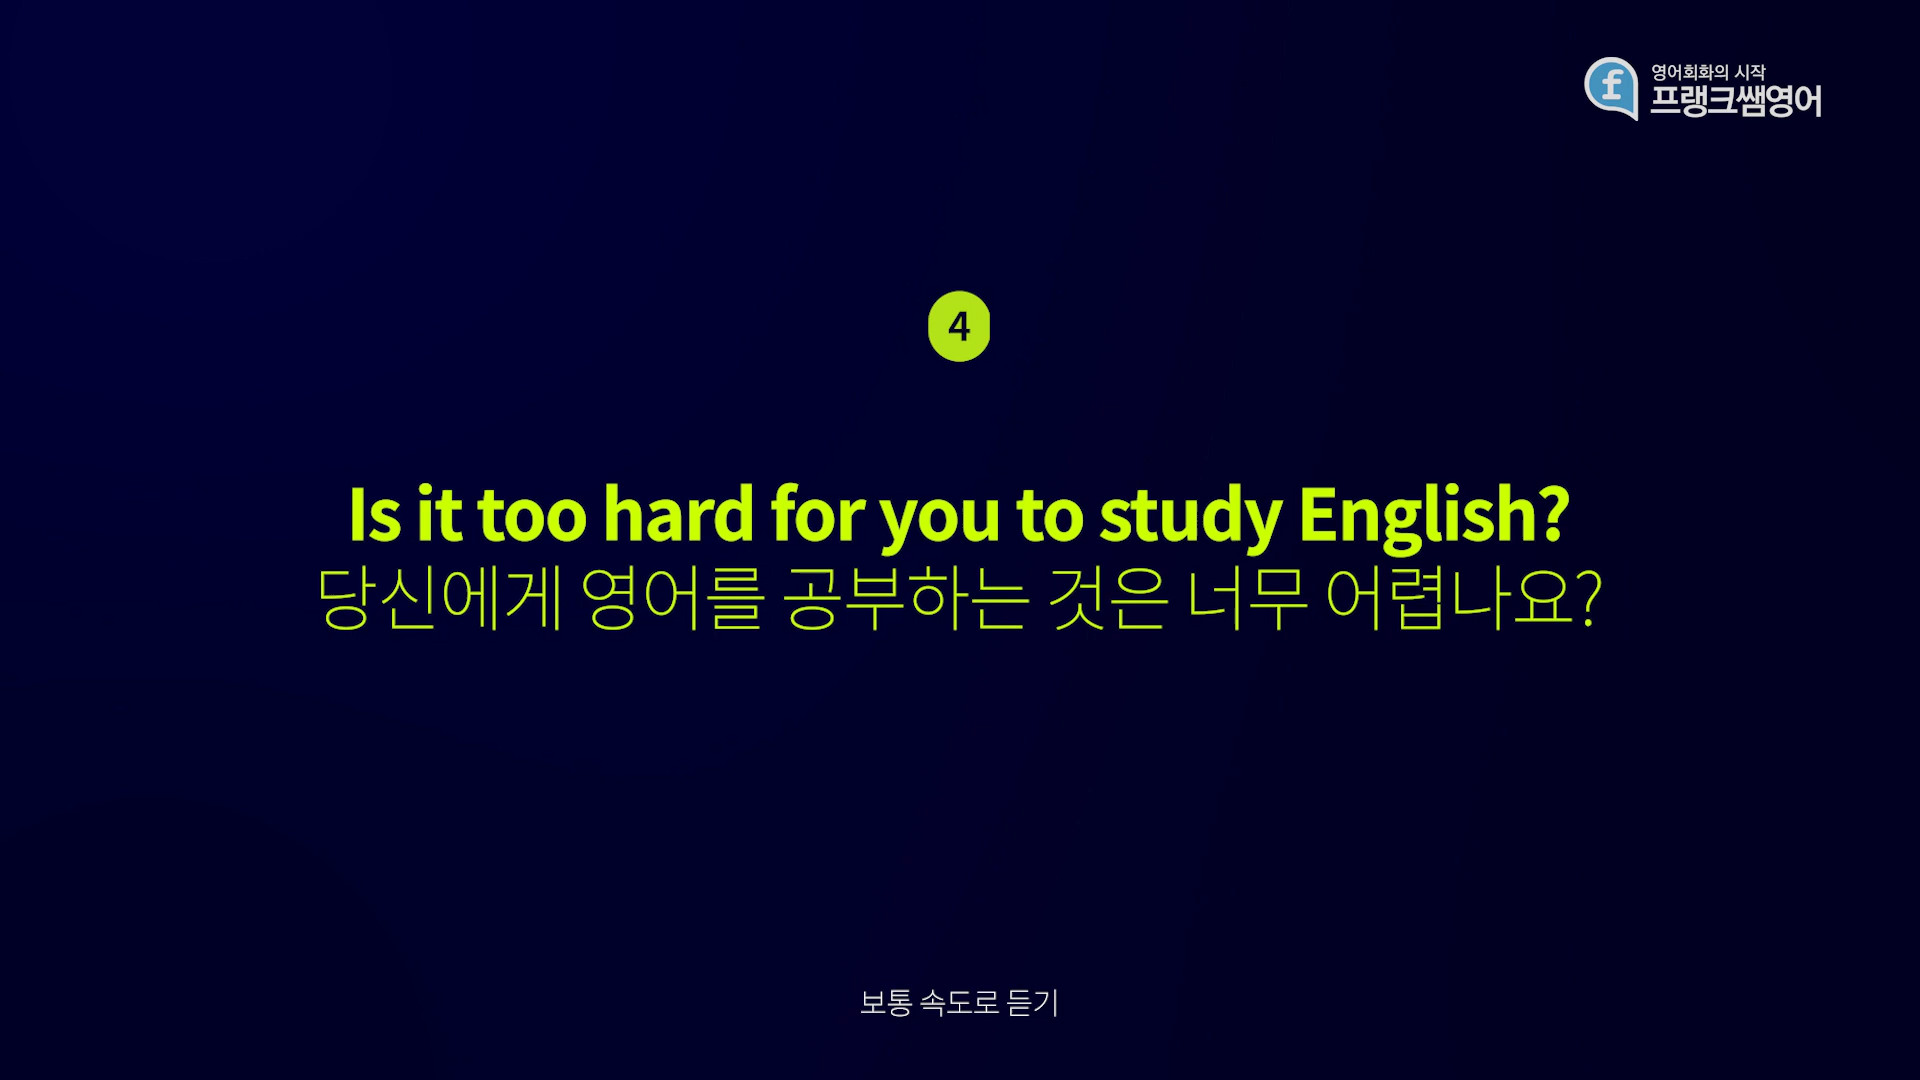 영어회화의 시작
프랭크쌤영어
4
Is it too hard for you to study English?
당신에게 영어를 공부하는 것은 너무 어렵나요?
보통 속도로 듣기